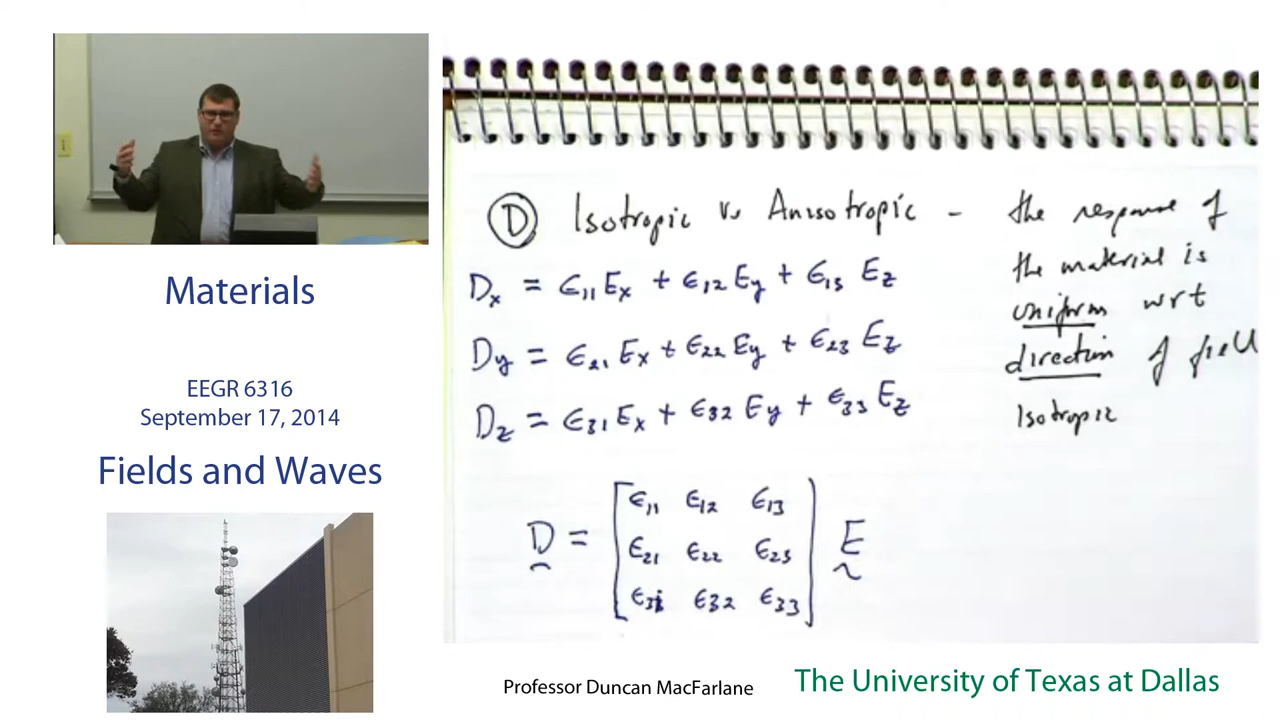 Materials
EEGR 6316
September 17, 2014
Fields and Waves
D Isotropic vs Anisotropic - the response of
the material is
uniform wrt
direction of field
Isotropic
Dx = ϵ11 Ex + ϵ12 Ey + ϵ13 Ez
Dy = ϵ21 Ex + ϵ22 Ey + ϵ23 Ez
Dz = ϵ31 Ex + ϵ32 Ey + ϵ33 Ez
ϵ11 ϵ12 ϵ13
D = [ϵ21 ϵ22 ϵ23] E
ϵ31 ϵ32 ϵ33
Professor Duncan MacFarlane
The University of Texas at Dallas